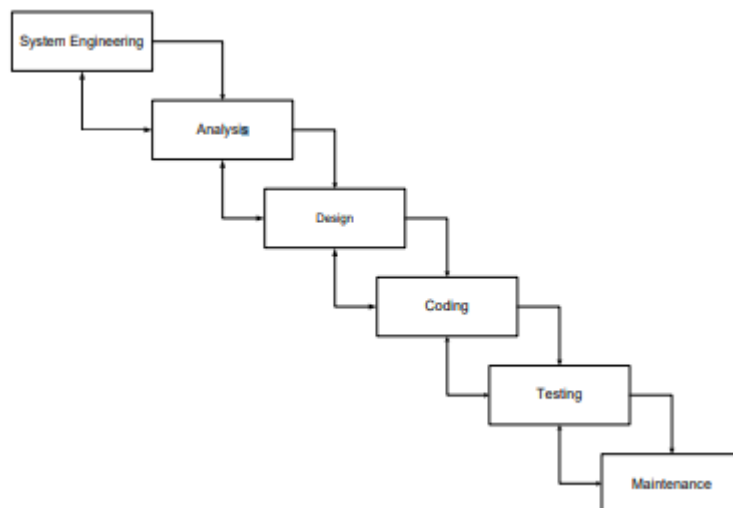 System Engineering
Analysis
Design
Coding
Testing
Maintenance